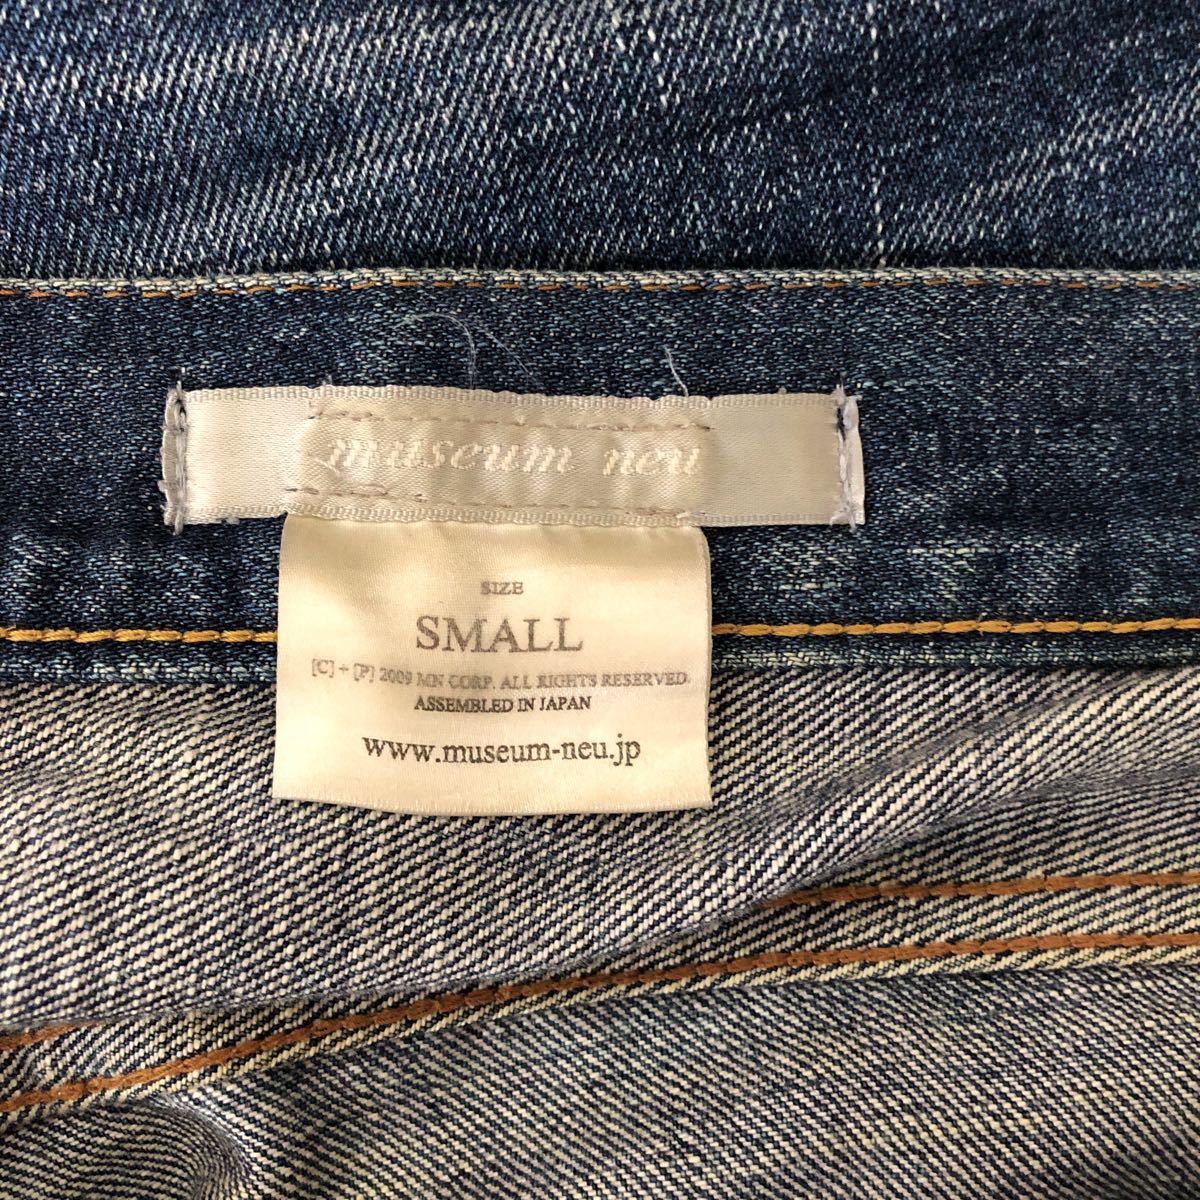 museum neu
SIZE
SMALL
[C] + [P] 2009 MN CORP. ALL RIGHTS RESERVED.
ASSEMBLED IN JAPAN
www.museum-neu.jp